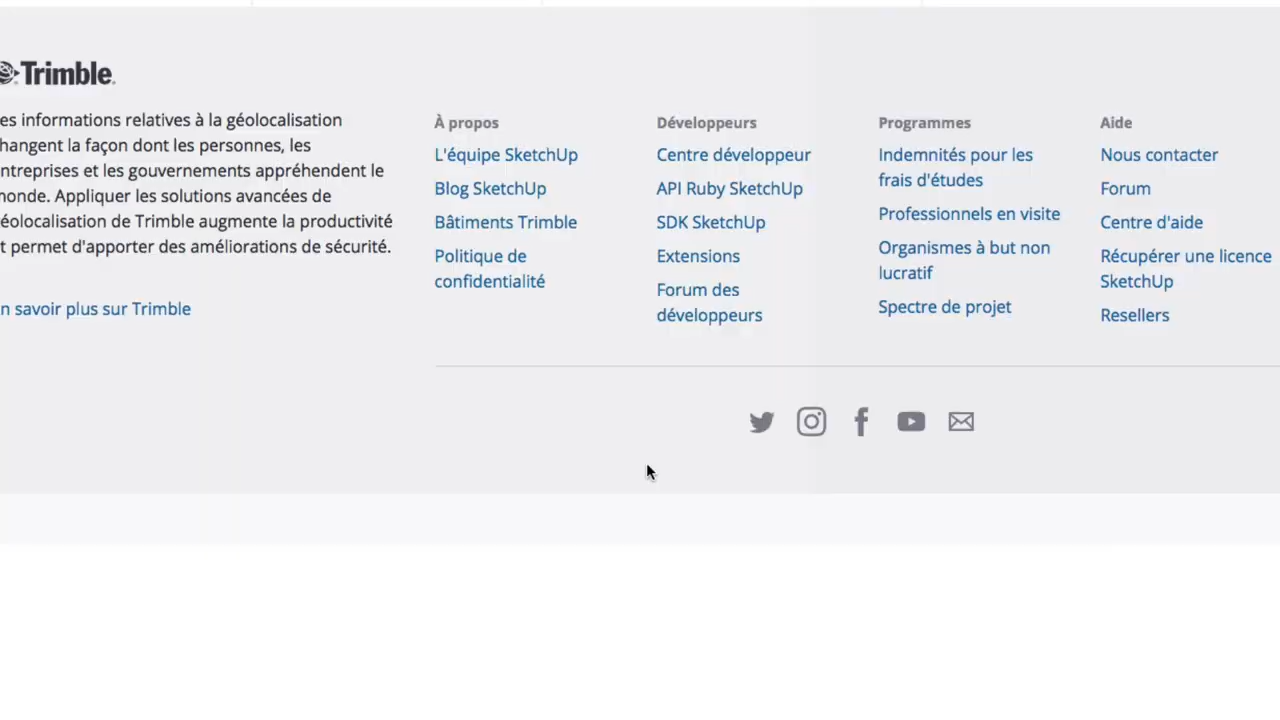 Trimble.
es informations relatives à la géolocalisation
hangent la façon dont les personnes, les
ntreprises et les gouvernements appréhendent le
monde. Appliquer les solutions avancées de
éolocalisation de Trimble augmente la productivité
t permet d'apporter des améliorations de sécurité.
n savoir plus sur Trimble
À propos
L'équipe SketchUp
Blog SketchUp
Bâtiments Trimble
Politique de
confidentialité
Développeurs
Centre développeur
API Ruby SketchUp
SDK SketchUp
Extensions
Forum des
développeurs
Programmes
Indemnités pour les
frais d'études
Professionnels en visite
Organismes à but non
lucratif
Spectre de projet
Aide
Nous contacter
Forum
Centre d'aide
Récupérer une licence
SketchUp
Resellers